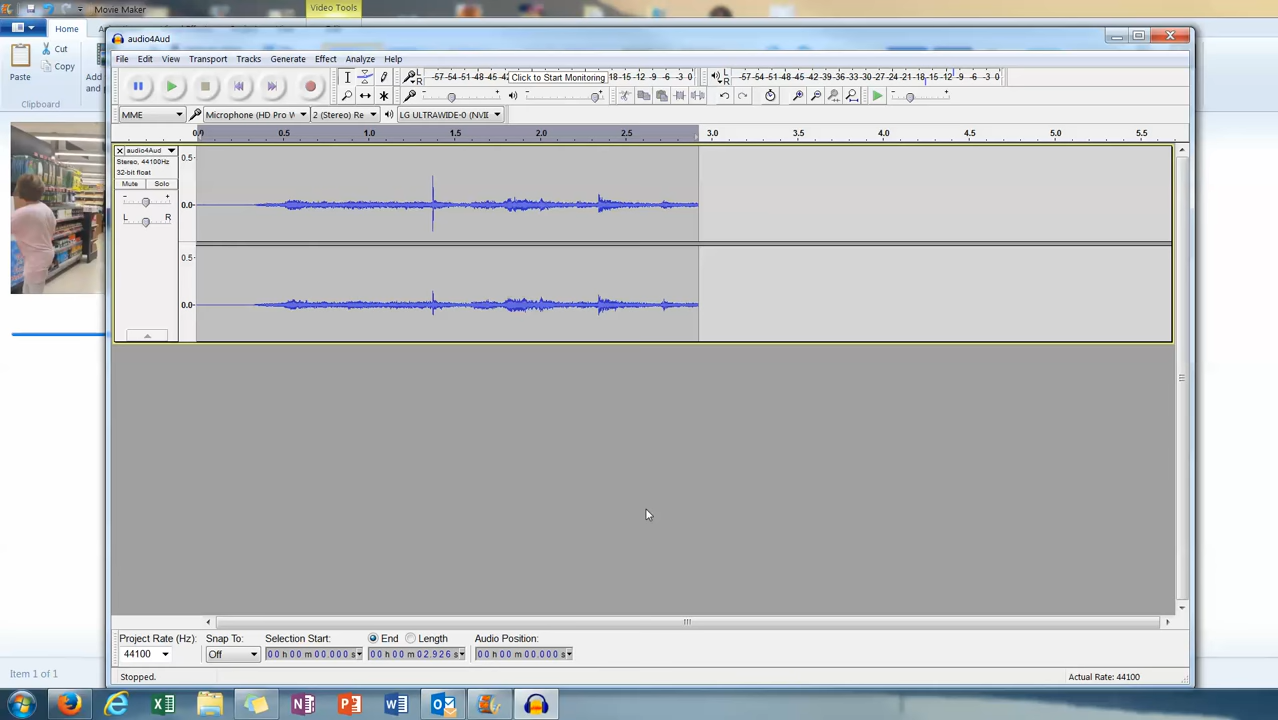 Movie Maker
Video Tools
Home
Cut
Copy
Paste
Add
and p
Clipboard
Item 1 of 1
audio4Aud
File Edit View Transport Tracks Generate Effect Analyze Help
L
R
-57 -54 -51 -48 -45 -42 Click to Start Monitoring -18 -15 -12 -9 -6 -3 0
L
R
-57 -54 -51 -48 -45 -42 -39 -36 -33 -30 -27 -24 -21 -18 -15 -12 -9 -6 -3 0
MME Microphone (HD Pro W 2 (Stereo) Re LG ULTRAWIDE-0 (NVII
0.0 0.5 1.0 1.5 2.0 2.5 3.0 3.5 4.0 4.5 5.0 5.5
audio4Aud
Stereo, 44100Hz
32-bit float
Mute Solo
- +
L R
0.5
0.0
0.5
0.0
Project Rate (Hz): Snap To: Selection Start: End Length Audio Position:
44100 Off 00 h 00 m 00.000 s 00 h 00 m 02.926 s 00 h 00 m 00.000 s
Stopped. Actual Rate: 44100